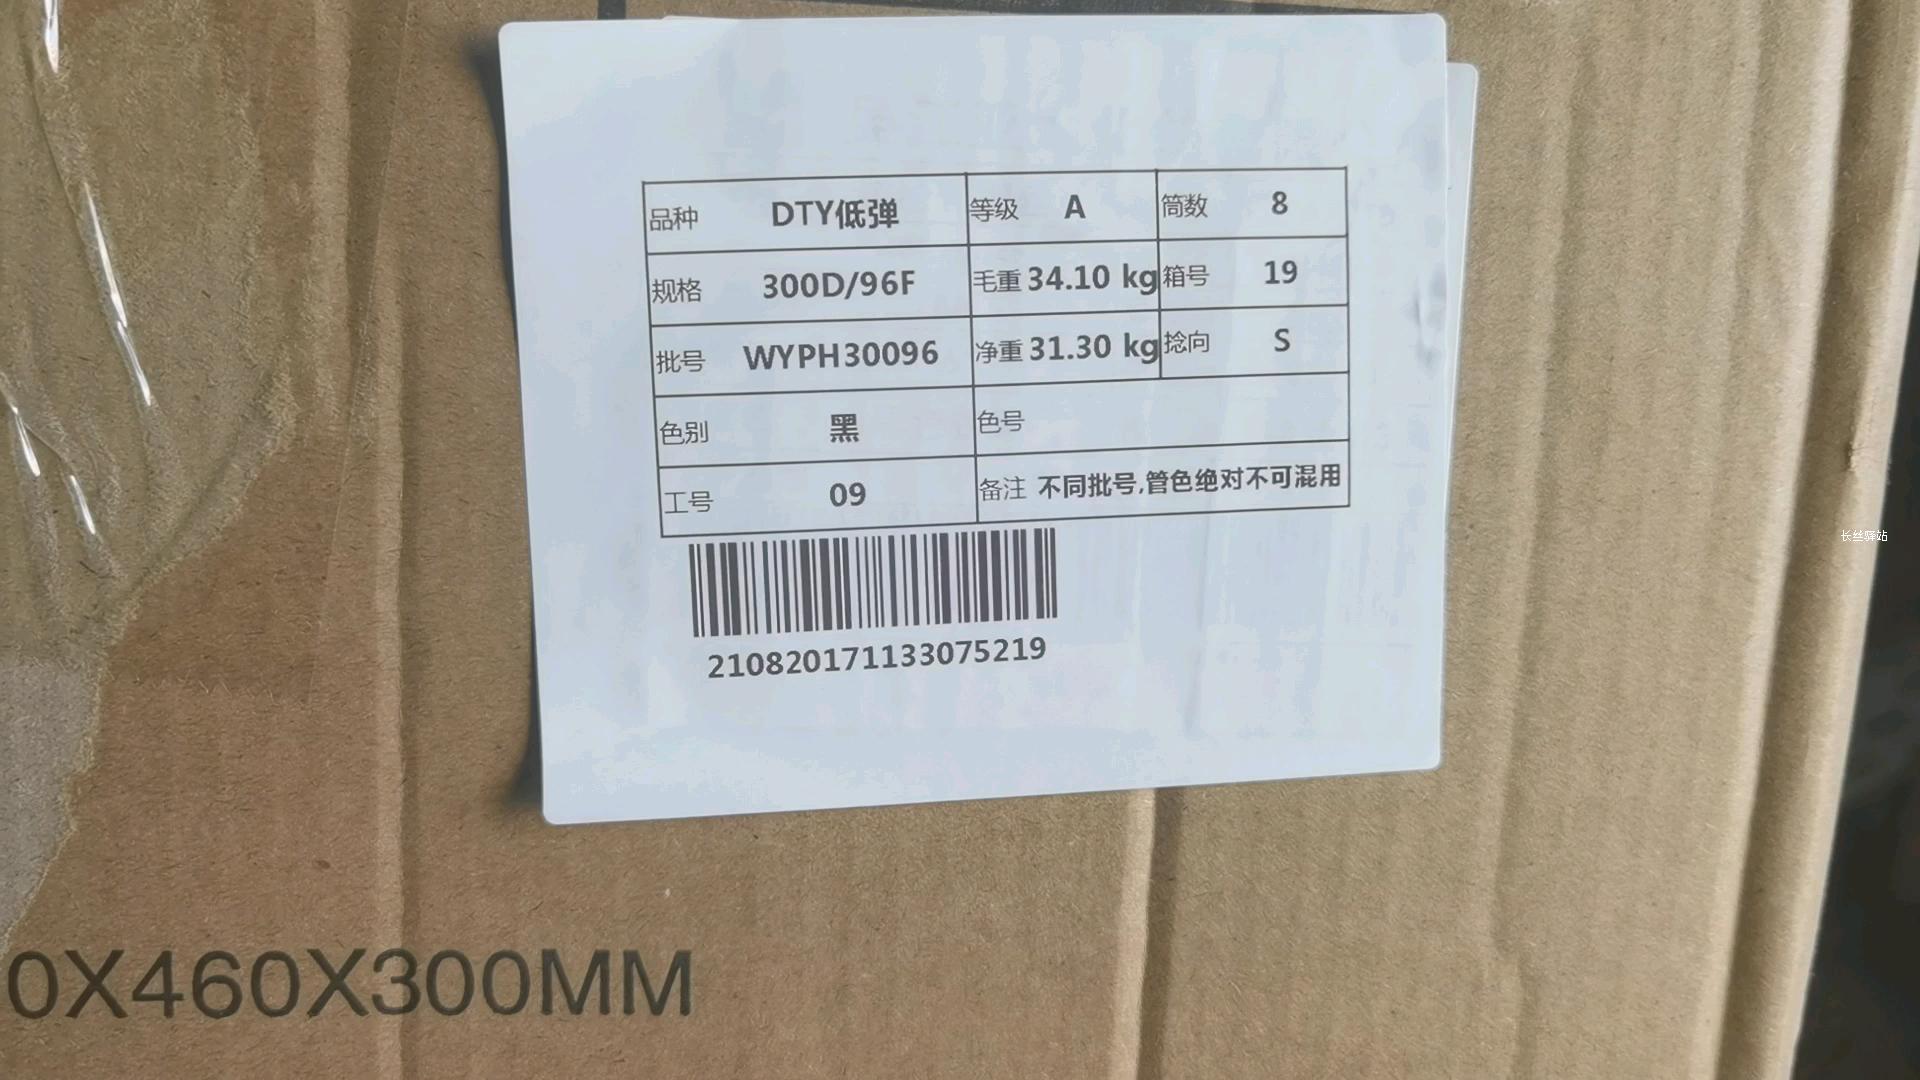 品种 DTY低弹 等级 A 筒数 8
规格 300D/96F 毛重 34.10 kg 箱号 19
批号 WYPH30096 净重 31.30 kg 捻向 S
色别 黑 色号
工号 09 备注 不同批号,管色绝对不可混用
210820171133075219
长丝驿站
0X460X300MM